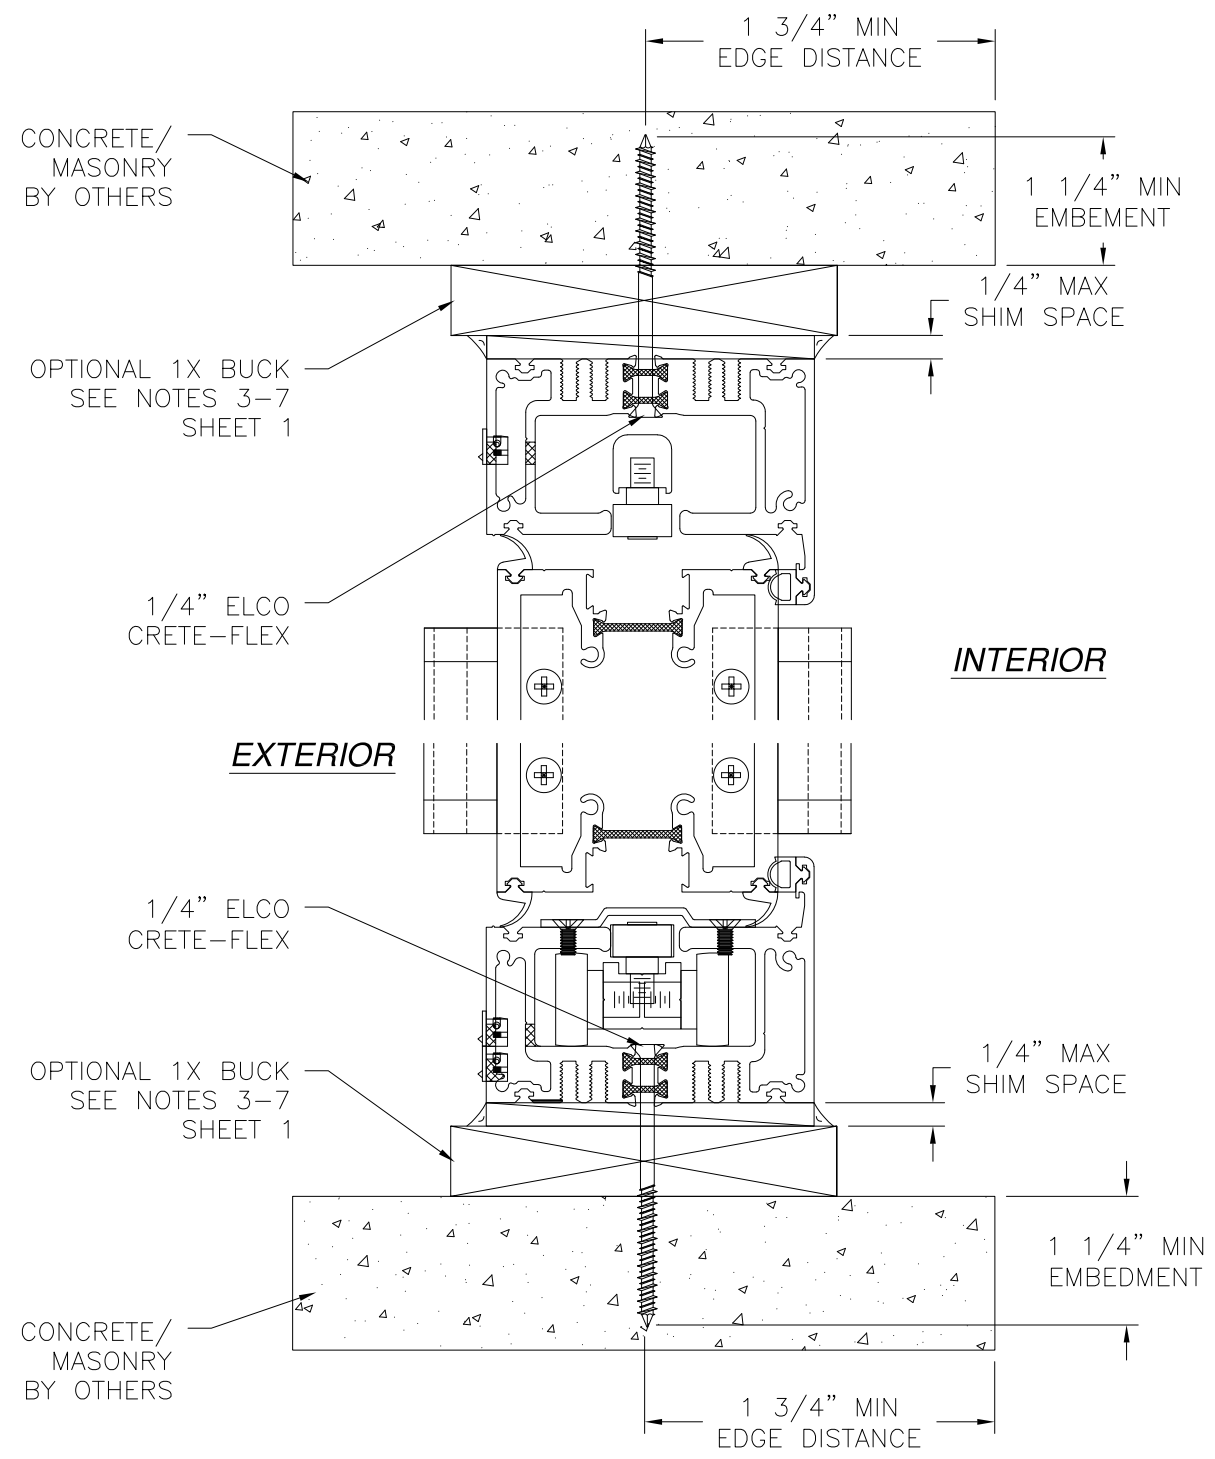 1 3/4” MIN
EDGE DISTANCE
CONCRETE/
MASONRY
BY OTHERS
1 1/4” MIN
EMBEMENT
1/4” MAX
SHIM SPACE
OPTIONAL 1X BUCK
SEE NOTES 3-7
SHEET 1
1/4” ELCO
CRETE-FLEX
INTERIOR
EXTERIOR
1/4” ELCO
CRETE-FLEX
OPTIONAL 1X BUCK
SEE NOTES 3-7
SHEET 1
1/4” MAX
SHIM SPACE
1 1/4” MIN
EMBEDMENT
CONCRETE/
MASONRY
BY OTHERS
1 3/4” MIN
EDGE DISTANCE